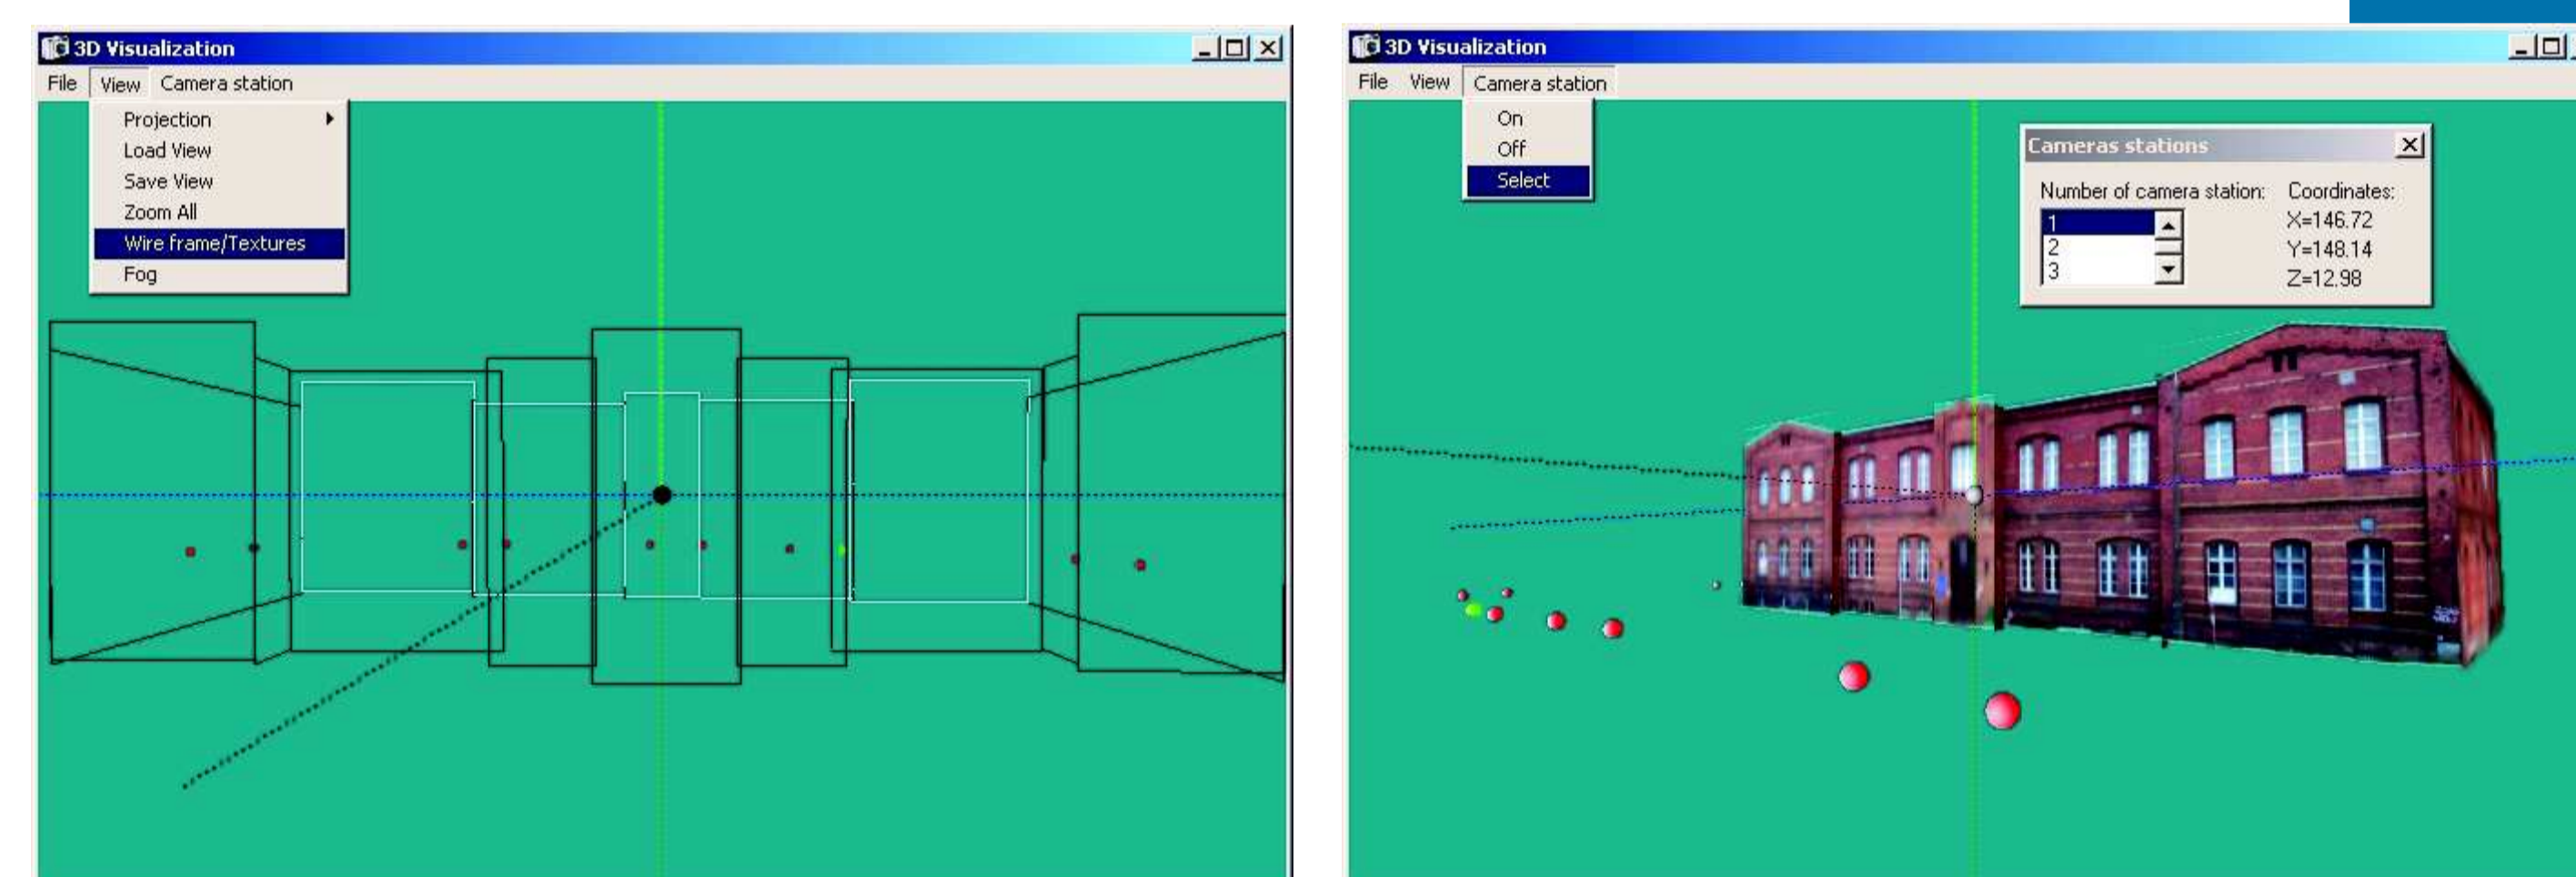 3D Visualization
File View Camera station
Projection
Load View
Save View
Zoom All
Wire frame/Textures
Fog
3D Visualization
File View Camera station
On
Off
Select
Cameras stations
Number of camera station: Coordinates:
1 X=146.72
2 Y=148.14
3 Z=12.98